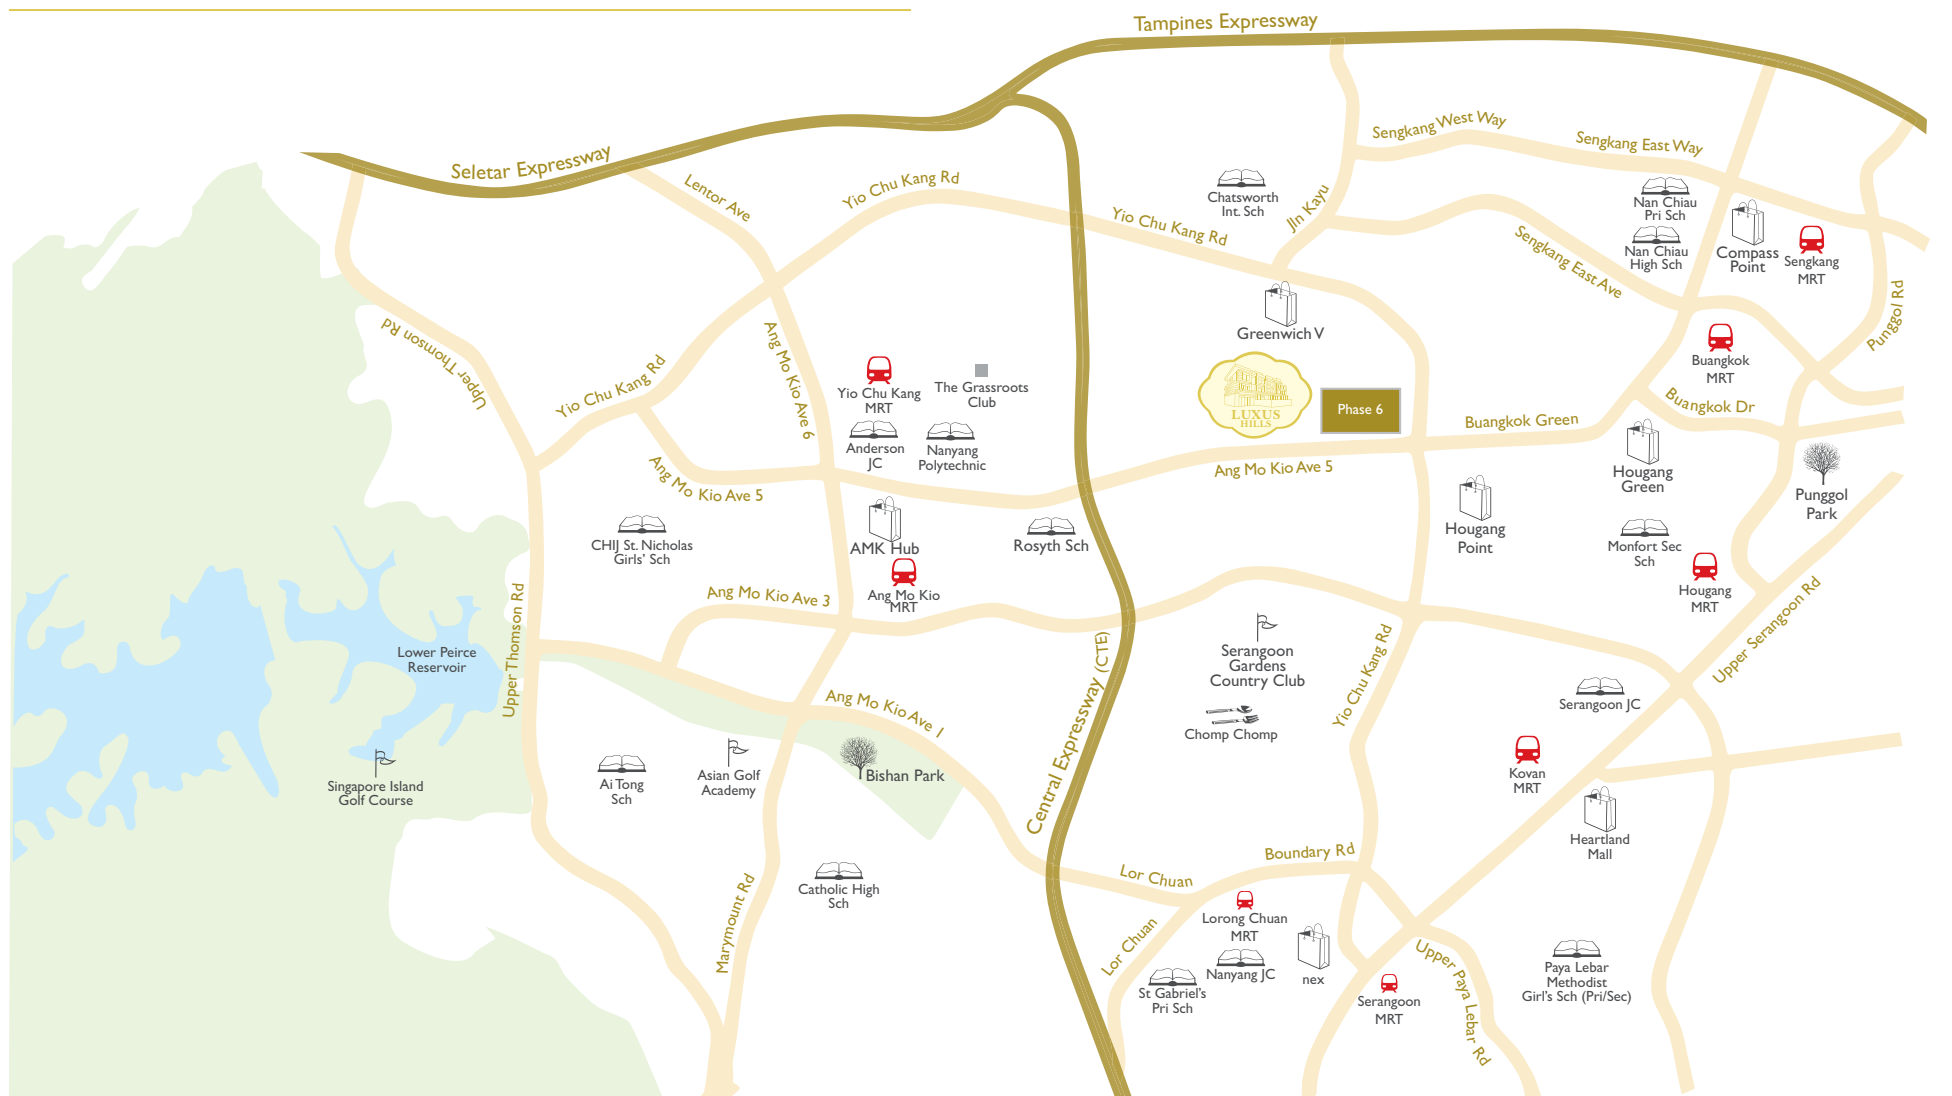 Tampines Expressway
Seletar Expressway
Lentor Ave
Yio Chu Kang Rd
Yio Chu Kang Rd
Jln Kayu
Sengkang West Way
Sengkang East Way
Chatsworth
Int. Sch
Nan Chiau
Pri Sch
Nan Chiau
High Sch
Compass
Point
Sengkang
MRT
Sengkang East Ave
Punggol Rd
Upper Thomson Rd
Yio Chu Kang Rd
Ang Mo Kio Ave 6
Greenwich V
Yio Chu Kang
MRT
The Grassroots
Club
LUXUS
HILLS
Phase 6
Buangkok
MRT
Buangkok Dr
Buangkok Green
Anderson
JC
Nanyang
Polytechnic
Ang Mo Kio Ave 5
Ang Mo Kio Ave 5
Hougang
Green
Punggol
Park
CHIJ St. Nicholas
Girls' Sch
AMK Hub
Rosyth Sch
Hougang
Point
Monfort Sec
Sch
Hougang
MRT
Ang Mo Kio
MRT
Ang Mo Kio Ave 3
Upper Thomson Rd
Lower Peirce
Reservoir
Central Expressway (CTE)
Serangoon
Gardens
Country Club
Yio Chu Kang Rd
Upper Serangoon Rd
Serangoon JC
Ang Mo Kio Ave 1
Chomp Chomp
Singapore Island
Golf Course
Ai Tong
Sch
Asian Golf
Academy
Bishan Park
Kovan
MRT
Heartland
Mall
Boundary Rd
Lor Chuan
Catholic High
Sch
Marymount Rd
Lor Chuan
Lorong Chuan
MRT
Nanyang JC
nex
St Gabriel's
Pri Sch
Serangoon
MRT
Upper Paya Lebar Rd
Paya Lebar
Methodist
Girl's Sch (Pri/Sec)